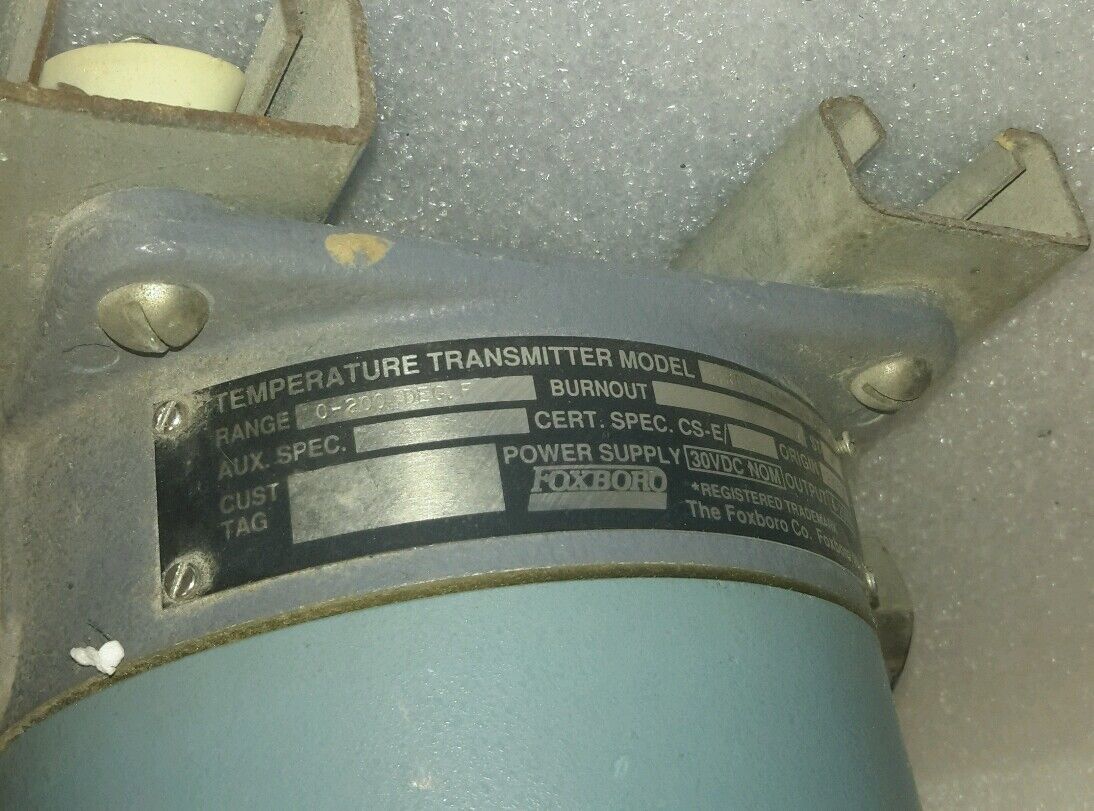 TEMPERATURE TRANSMITTER MODEL
RANGE 0-200 DEG.F BURNOUT
AUX. SPEC. CERT. SPEC. CS-E/ ORIGIN
CUST TAG
POWER SUPPLY 30VDC NOM OUTPUT
FOXBORO
*REGISTERED TRADEMARK
The Foxboro Co.